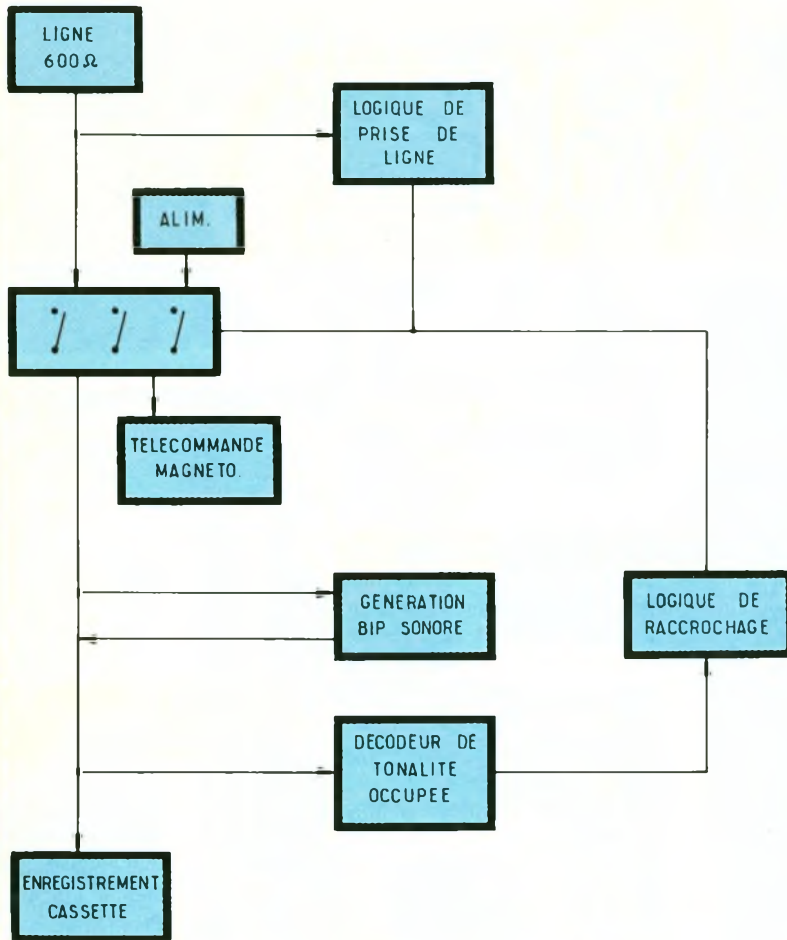 LIGNE
600Ω
LOGIQUE DE
PRISE DE
LIGNE
ALIM.
TELECOMMANDE
MAGNETO.
GENERATION
BIP SONORE
LOGIQUE DE
RACCROCHAGE
DECODEUR DE
TONALITE
OCCUPEE
ENREGISTREMENT
CASSETTE